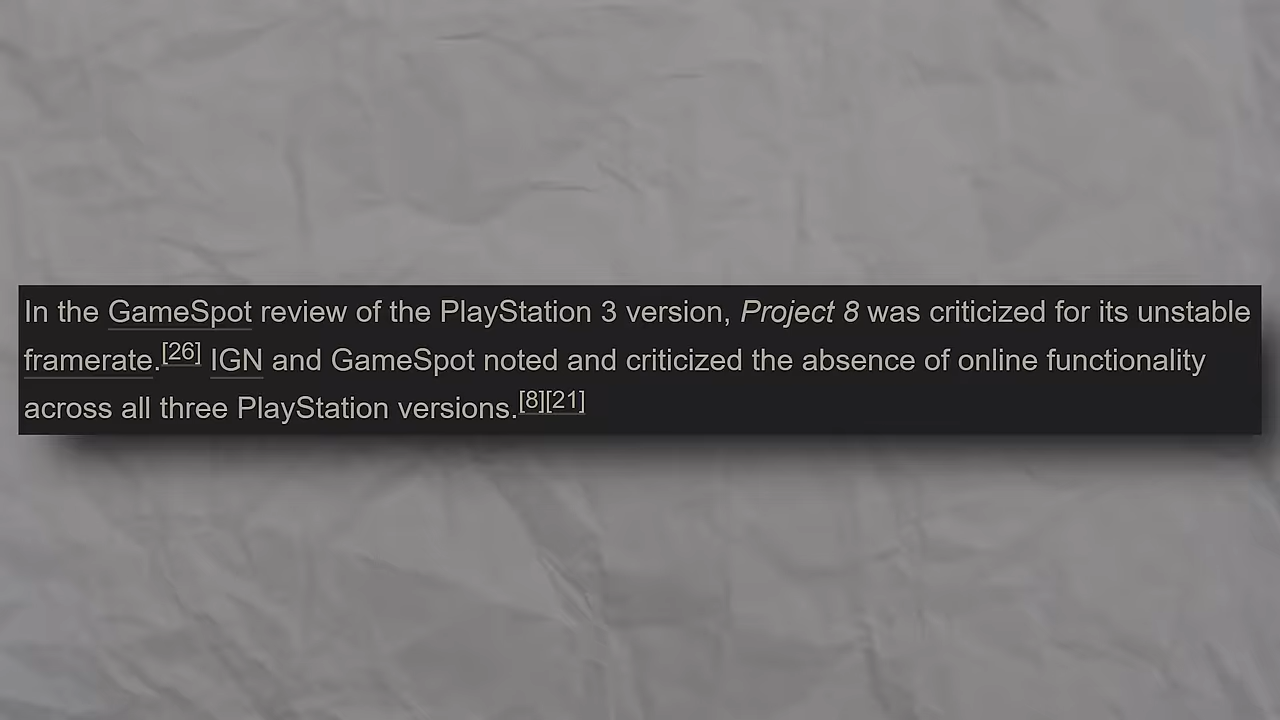 In the GameSpot review of the PlayStation 3 version, Project 8 was criticized for its unstable
framerate.[26] IGN and GameSpot noted and criticized the absence of online functionality
across all three PlayStation versions.[8][21]